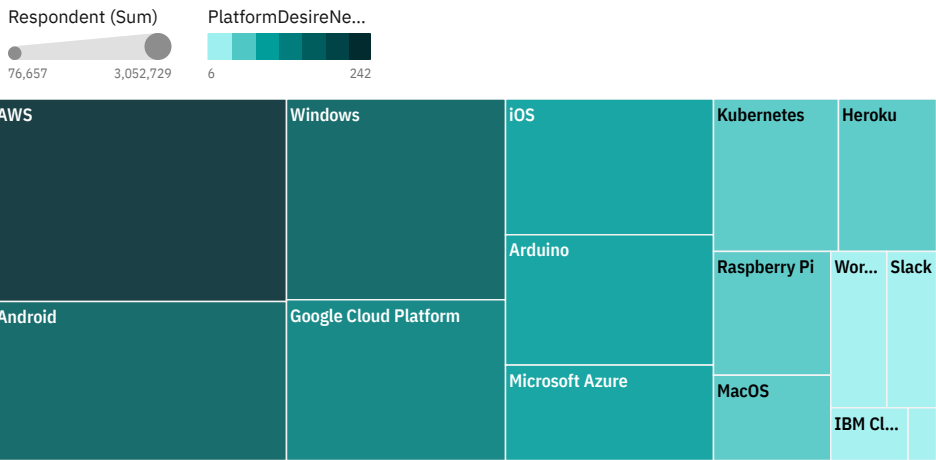 Respondent (Sum)
PlatformDesireNe...
76,657
3,052,729
6
242
AWS
Windows
iOS
Kubernetes
Heroku
Arduino
Raspberry Pi
Wor...
Slack
Android
Google Cloud Platform
Microsoft Azure
MacOS
IBM Cl...